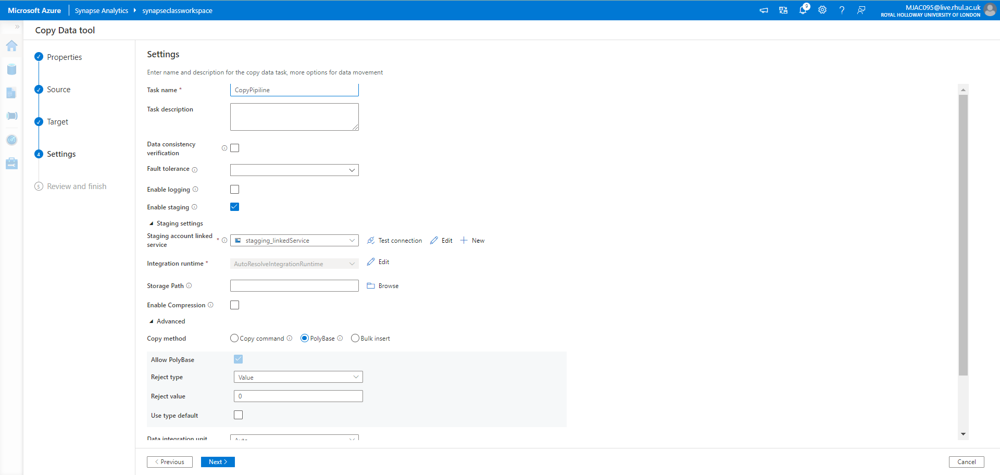 Microsoft Azure Synapse Analytics synapseclassworkspace 9 MJAC095@live.rhul.ac.uk
ROYAL HOLLOWAY UNIVERSITY OF LONDON
Copy Data tool
Properties
Source
Target
4 Settings
5 Review and finish
Settings
Enter name and description for the copy data task, more options for data movement
Task name * CopyPipiline
Task description
Data consistency
verification
Fault tolerance
Enable logging
Enable staging
Staging settings
Staging account linked
service * stagging_linkedService Test connection Edit New
Integration runtime * AutoResolveIntegrationRuntime Edit
Storage Path Browse
Enable Compression
Advanced
Copy method Copy command PolyBase Bulk insert
Allow PolyBase
Reject type Value
Reject value 0
Use type default
Data integration unit Auto
Previous Next Cancel